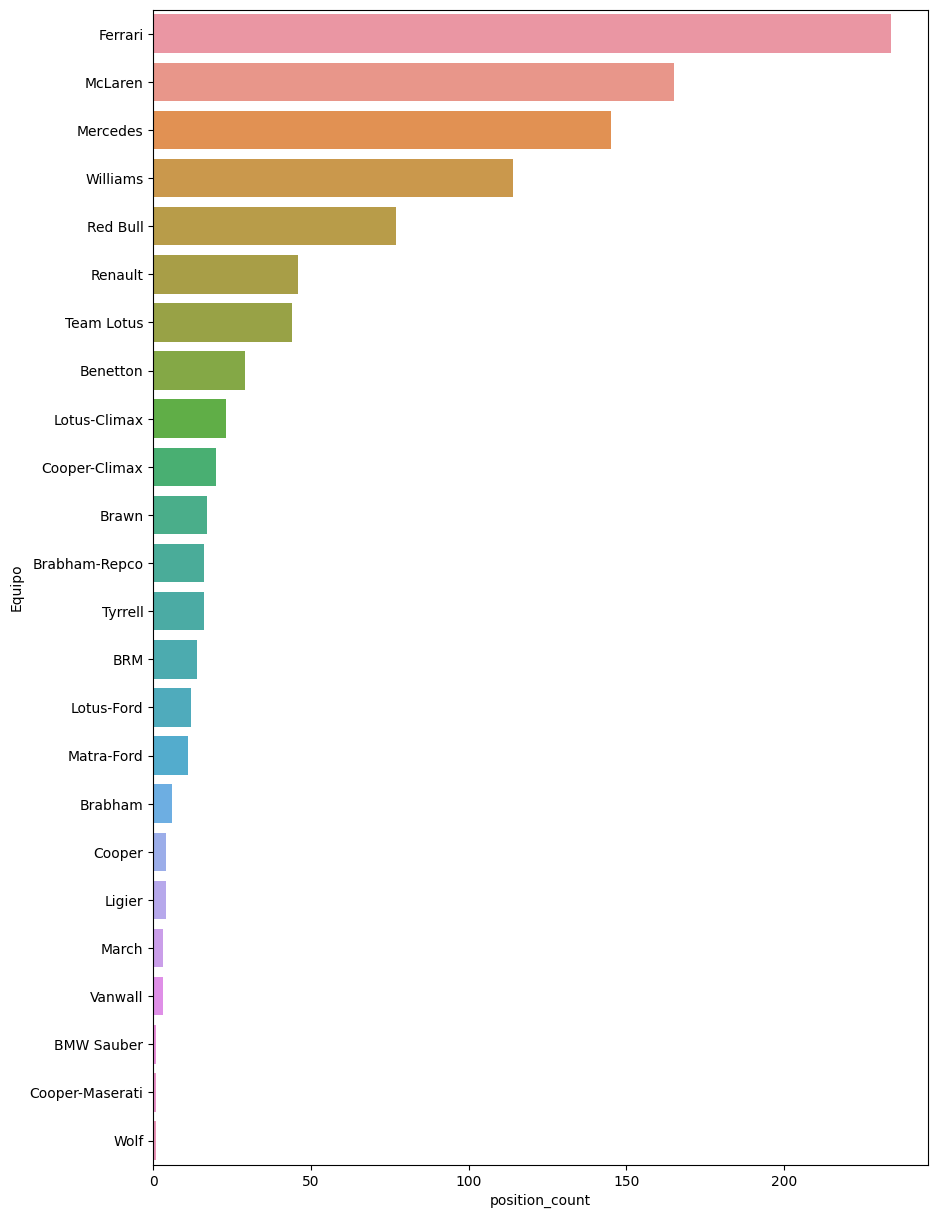 Ferrari
McLaren
Mercedes
Williams
Red Bull
Renault
Team Lotus
Benetton
Lotus-Climax
Cooper-Climax
Brawn
Brabham-Repco
Tyrrell
BRM
Lotus-Ford
Matra-Ford
Brabham
Cooper
Ligier
March
Vanwall
BMW Sauber
Cooper-Maserati
Wolf
Equipo
0 50 100 150 200
position_count